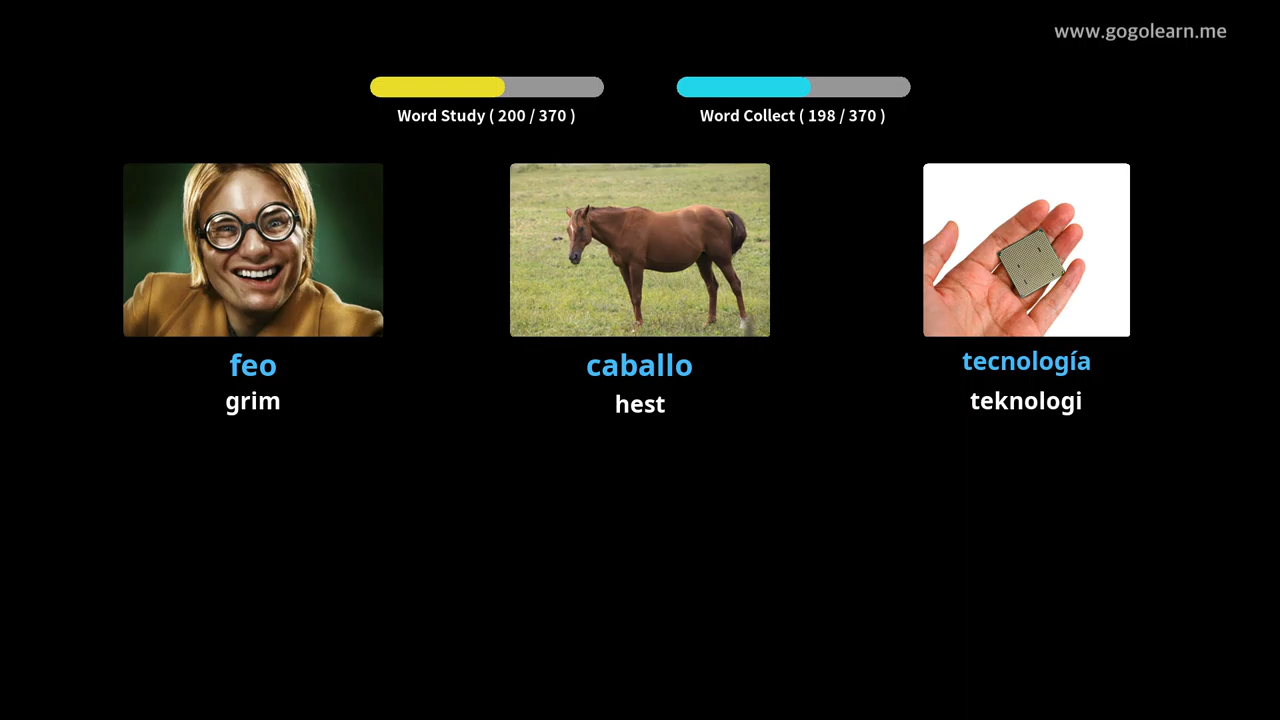 www.gogolearn.me
Word Study ( 200 / 370 )
Word Collect ( 198 / 370 )
feo
grim
caballo
hest
tecnología
teknologi